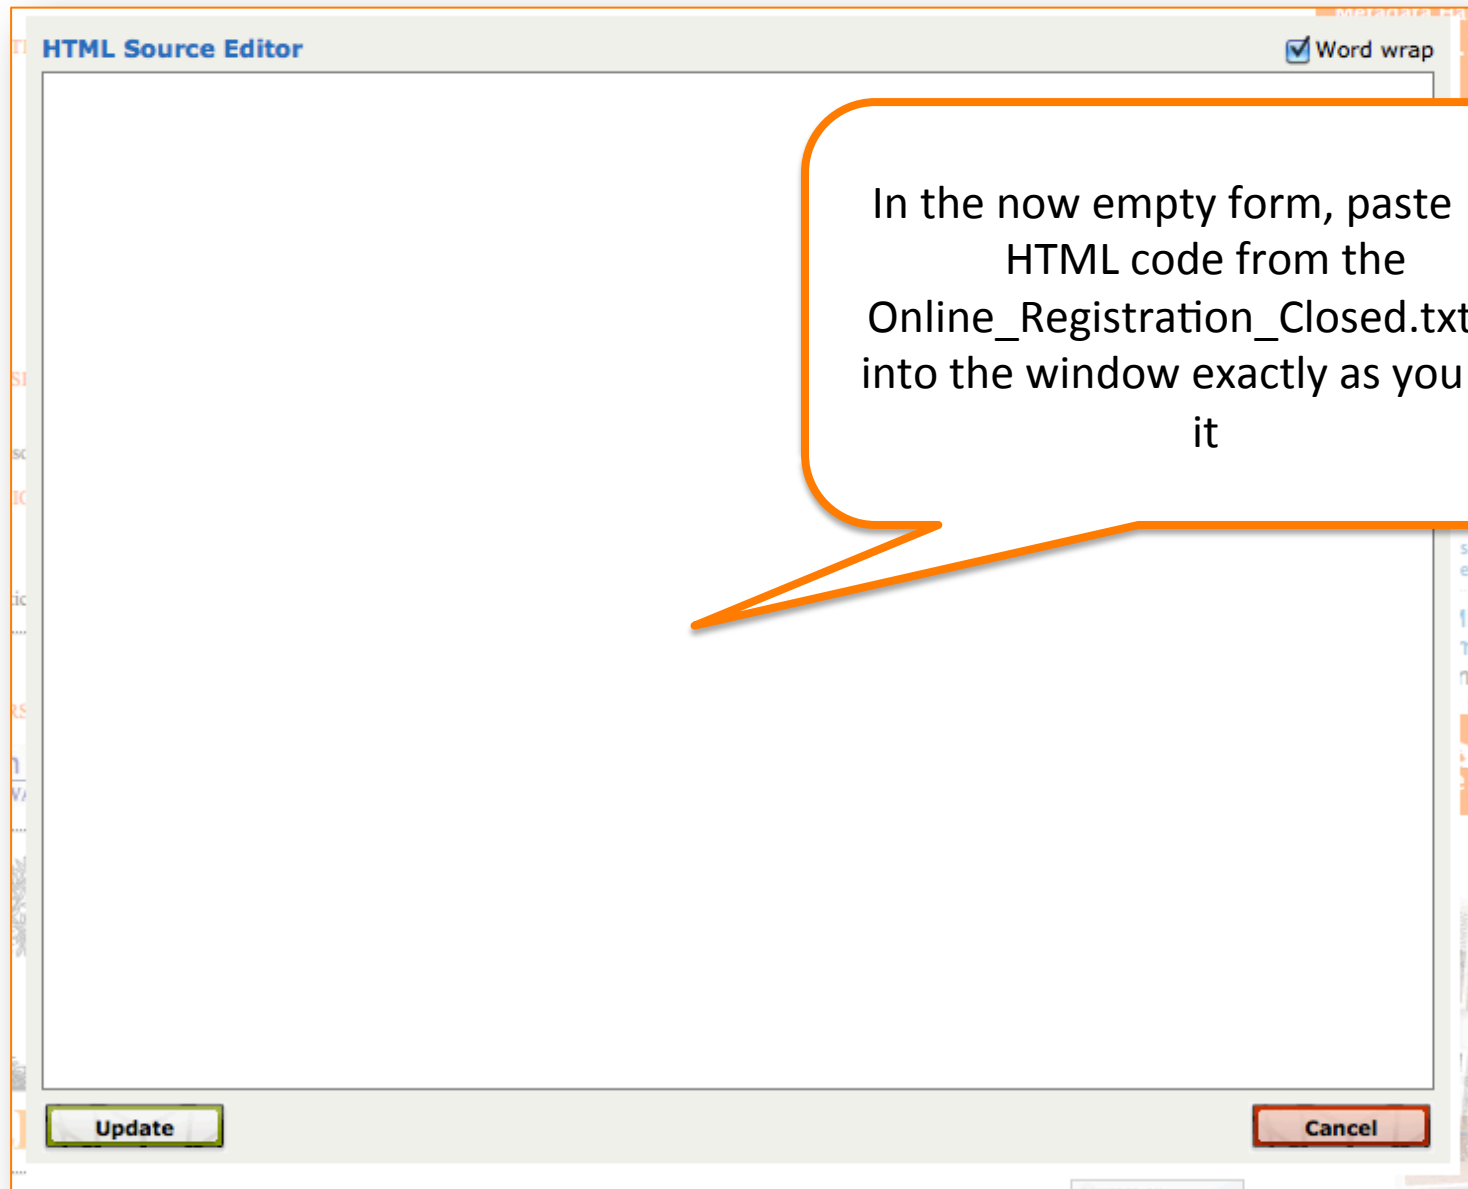 HTML Source Editor
Word wrap
In the now empty form, paste
HTML code from the
Online_Registration_Closed.txt
into the window exactly as you
it
Update
Cancel